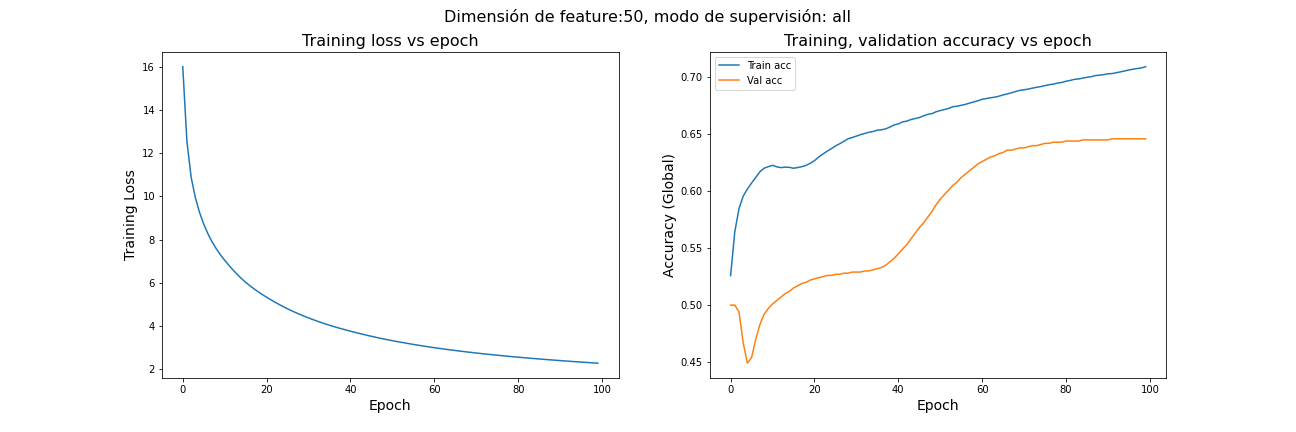 Dimensión de feature:50, modo de supervisión: all
Training loss vs epoch
16
14
12
10
8
6
4
2
0
20
40
60
80
100
Training Loss
Epoch
Training, validation accuracy vs epoch
Train acc
Val acc
0.70
0.65
0.60
0.55
0.50
0.45
0
20
40
60
80
100
Accuracy (Global)
Epoch